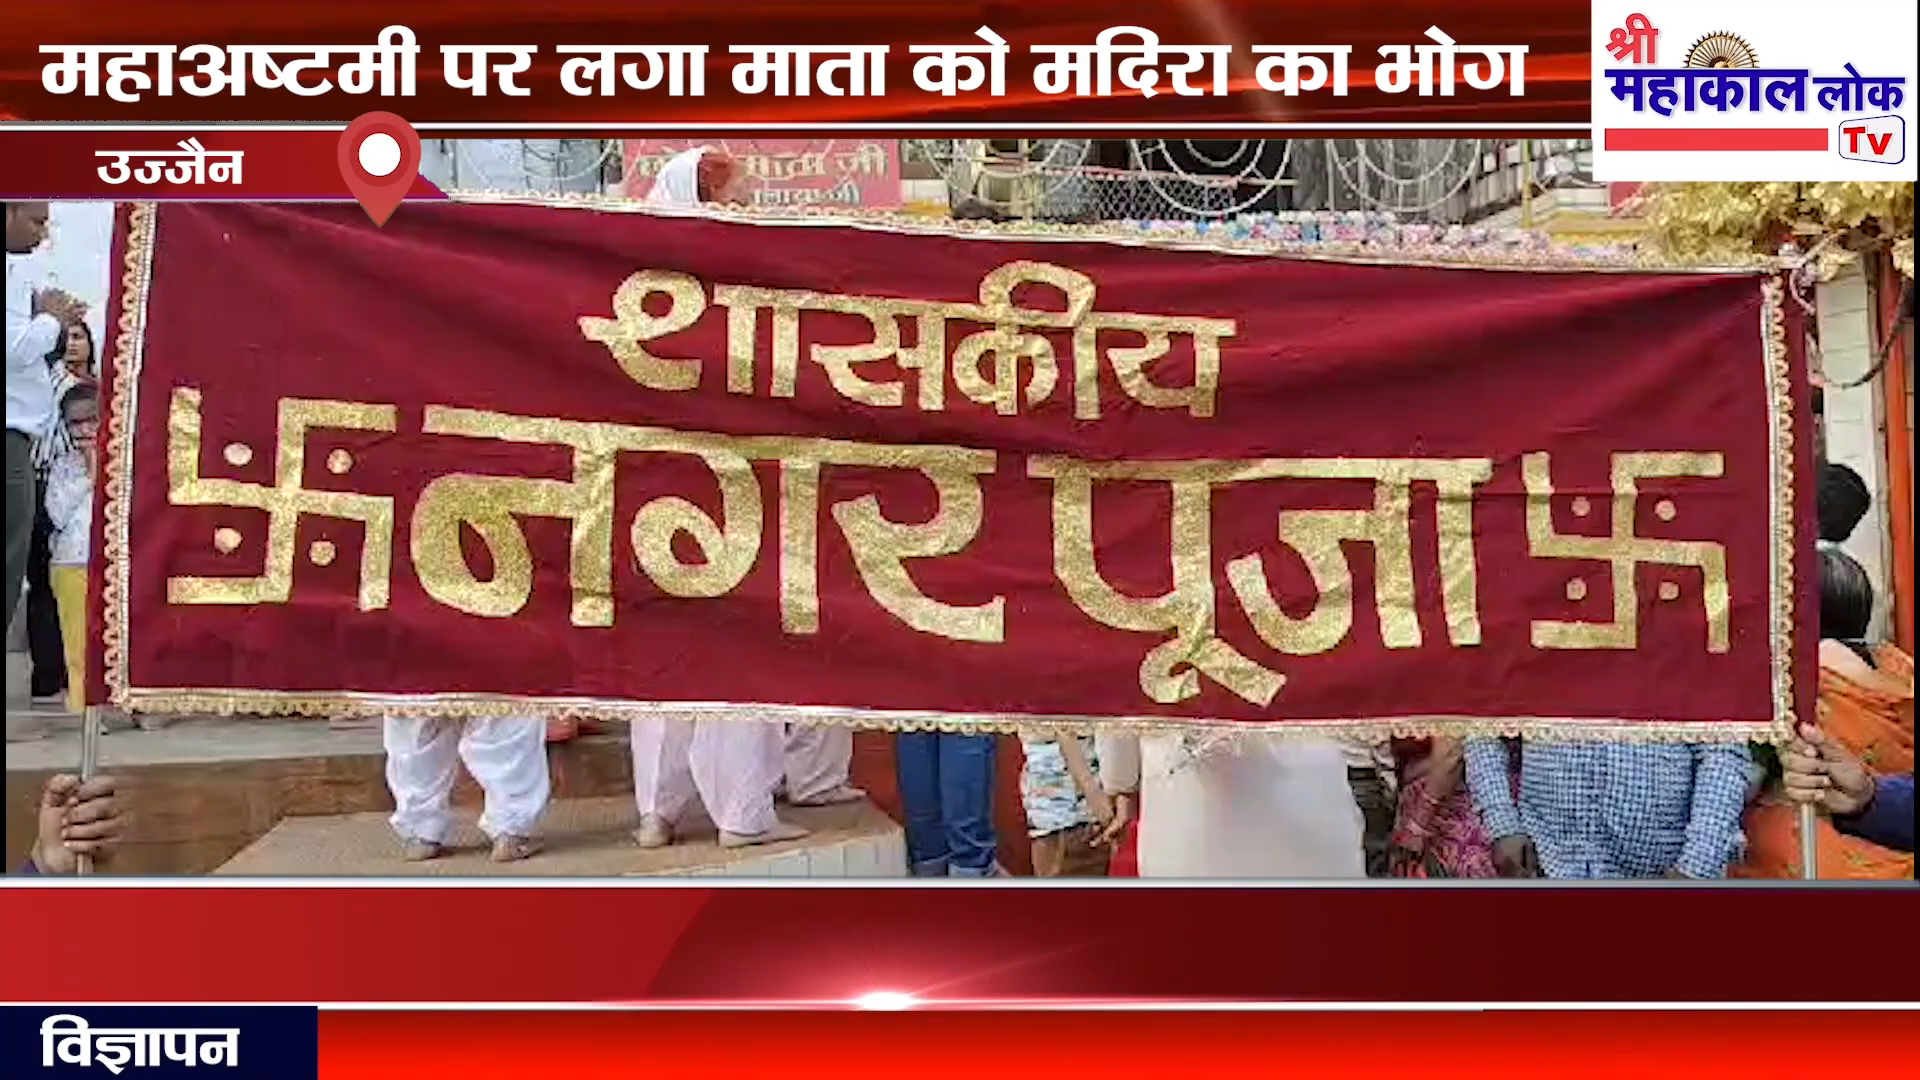 महाअष्टमी पर लगा माता को मदिरा का भोग
श्री
महाकाल लोक
Tv
उज्जैन
माता जी
शासकीय
नगर पूजा
विज्ञापन